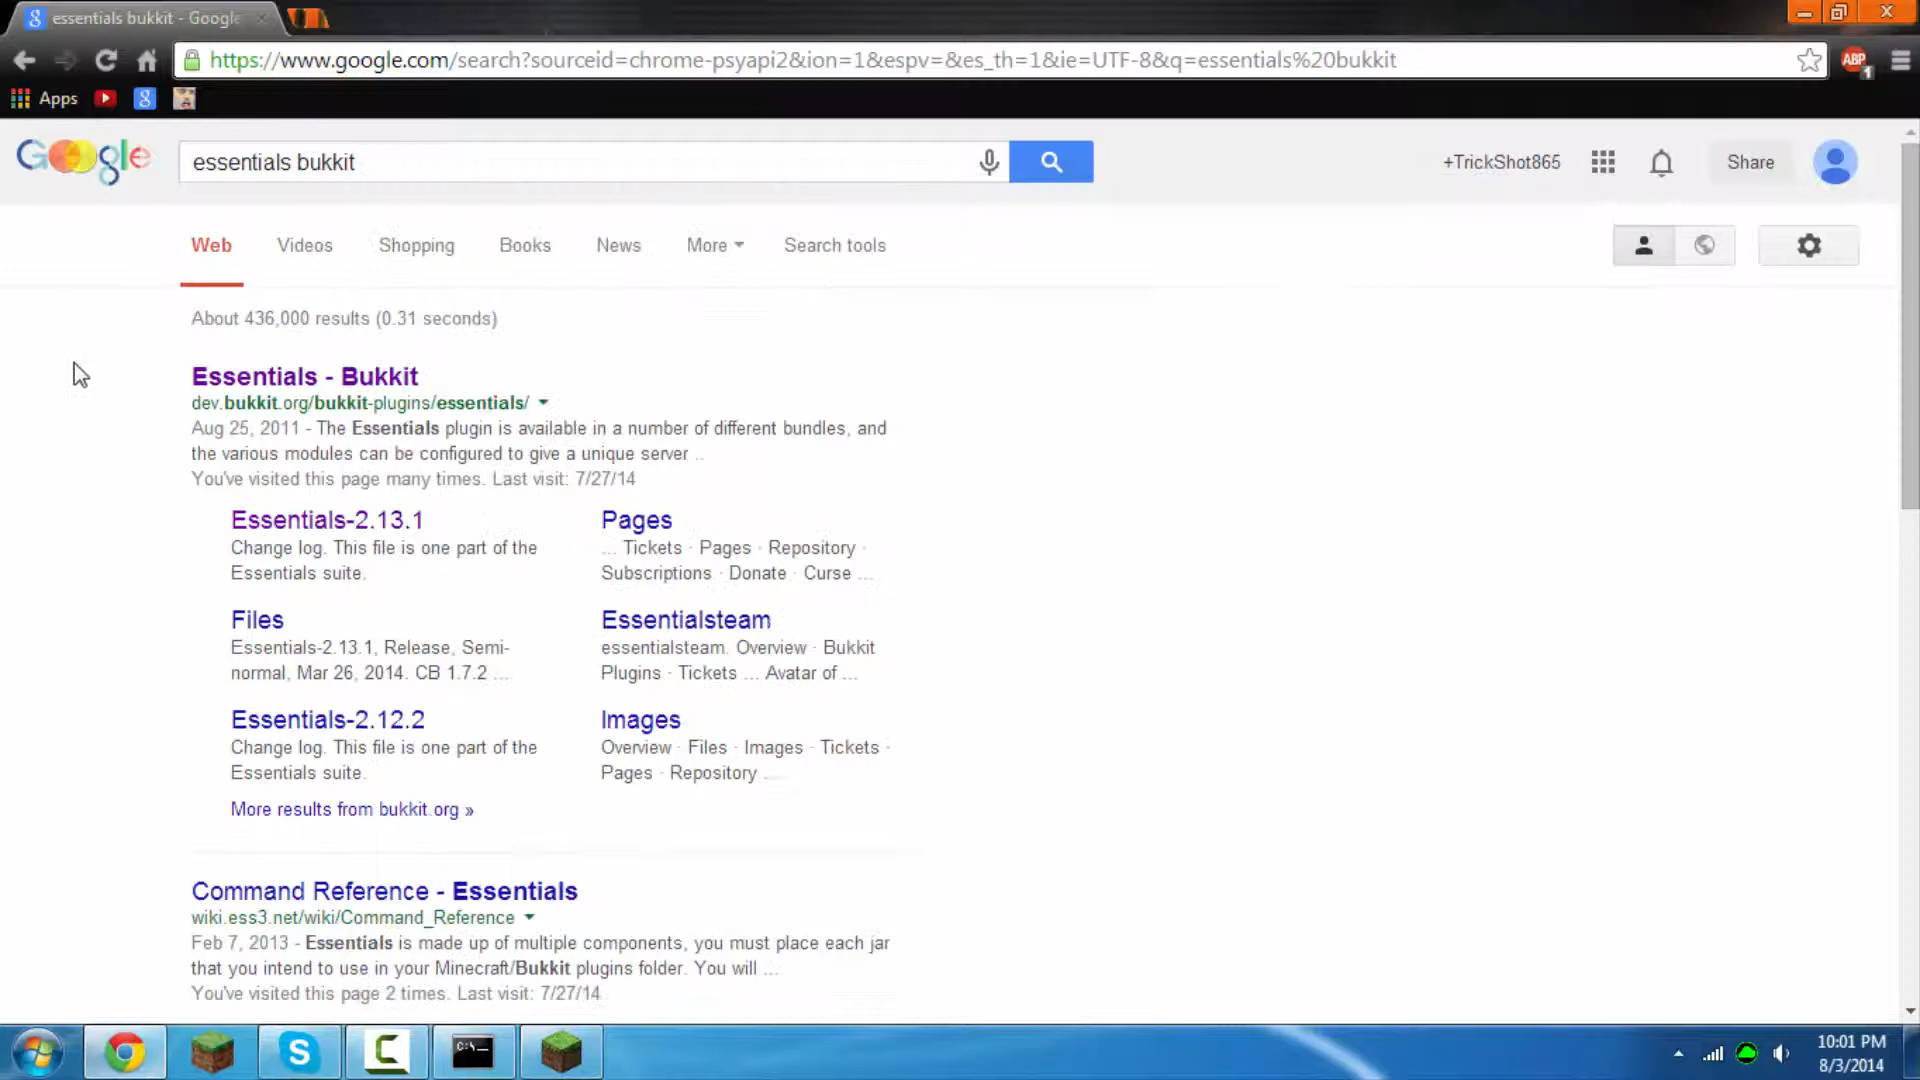 essentials bukkit - Google
https://www.google.com/search?sourceid=chrome-psyapi2&ion=1&espv=&es_th=1&ie=UTF-8&q=essentials%20bukkit
ABP
1
Apps
Google
essentials bukkit
+TrickShot865
Share
Web
Videos
Shopping
Books
News
More
Search tools
About 436,000 results (0.31 seconds)
Essentials - Bukkit
dev.bukkit.org/bukkit-plugins/essentials/
Aug 25, 2011 - The Essentials plugin is available in a number of different bundles, and
the various modules can be configured to give a unique server ..
You've visited this page many times. Last visit: 7/27/14
Essentials-2.13.1
Change log. This file is one part of the
Essentials suite.
Pages
... Tickets · Pages · Repository ·
Subscriptions · Donate · Curse ...
Files
Essentials-2.13.1, Release, Semi-
normal, Mar 26, 2014. CB 1.7.2 ...
Essentialsteam
essentialsteam. Overview · Bukkit
Plugins · Tickets ... Avatar of ...
Essentials-2.12.2
Change log. This file is one part of the
Essentials suite.
Images
Overview · Files · Images · Tickets ·
Pages · Repository ...
More results from bukkit.org »
Command Reference - Essentials
wiki.ess3.net/wiki/Command_Reference
Feb 7, 2013 - Essentials is made up of multiple components, you must place each jar
that you intend to use in your Minecraft/Bukkit plugins folder. You will ...
You've visited this page 2 times. Last visit: 7/27/14
10:01 PM
8/3/2014